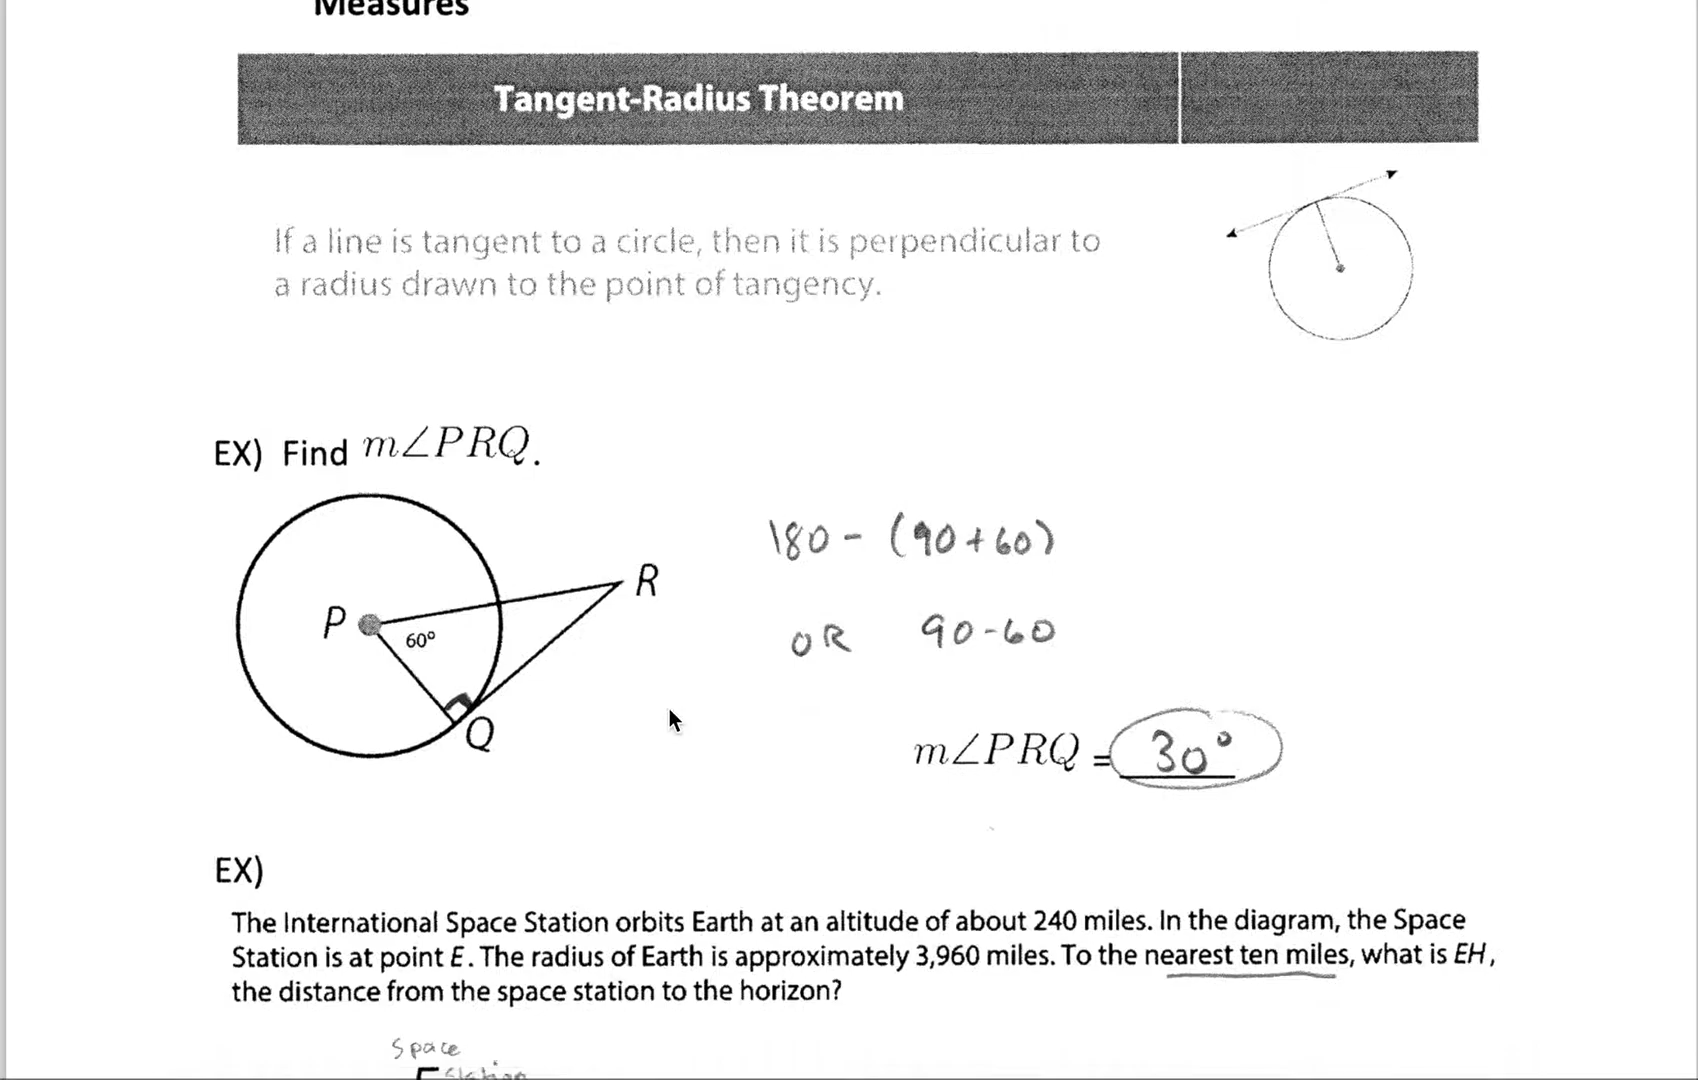 Measures
Tangent-Radius Theorem
If a line is tangent to a circle, then it is perpendicular to
a radius drawn to the point of tangency.
EX) Find m∠PRQ.
180 - (90+60)
R
P
60°
OR 90-60
Q
m∠PRQ = 30°
EX)
The International Space Station orbits Earth at an altitude of about 240 miles. In the diagram, the Space
Station is at point E. The radius of Earth is approximately 3,960 miles. To the nearest ten miles, what is EH,
the distance from the space station to the horizon?
Space